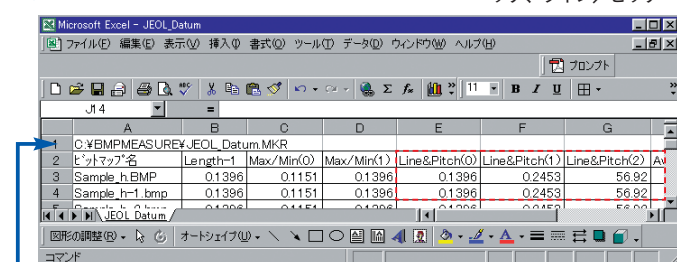 Microsoft Excel - JEOL_Datum
ファイル(F) 編集(E) 表示(V) 挿入(I) 書式(O) ツール(T) データ(D) ウィンドウ(W) ヘルプ(H)
プロンプト
11 B I U
J14 =
A B C D E F G
1 C:¥BMPMEASURE¥JEOL_Datum.MKR
2 ビットマップ名 Length-1 Max/Min(0) Max/Min(1) Line&Pitch(0) Line&Pitch(1) Line&Pitch(2)
3 Sample_h.BMP 0.1396 0.1151 0.1396 0.1396 0.2453 56.92
4 Sample_h-1.bmp 0.1396 0.1151 0.1396 0.1396 0.2453 56.92
JEOL Datum
図形の調整(R) オートシェイプ(U)
コマンド